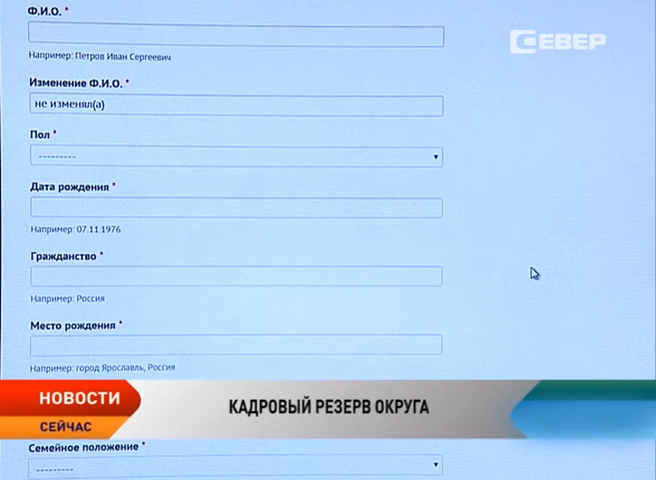 Ф.И.О. *
СЕВЕР
Например: Петров Иван Сергеевич
Изменение Ф.И.О. *
не изменял(а)
Пол *
---------
Дата рождения *
Например: 07.11.1976
Гражданство *
Например: Россия
Место рождения *
Например: город Ярославль, Россия
НОВОСТИ
КАДРОВЫЙ РЕЗЕРВ ОКРУГА
СЕЙЧАС
Семейное положение *
---------